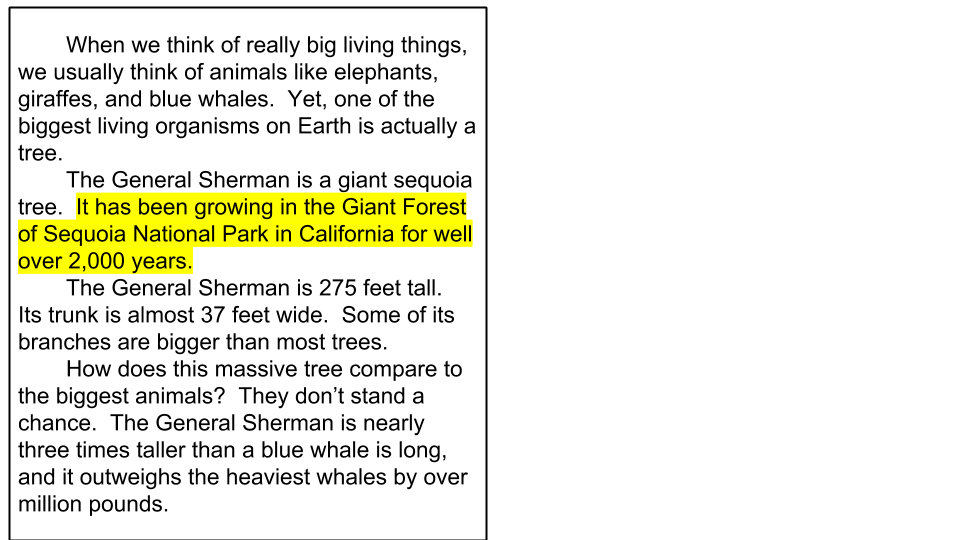 When we think of really big living things,
we usually think of animals like elephants,
giraffes, and blue whales.  Yet, one of the
biggest living organisms on Earth is actually a
tree.
The General Sherman is a giant sequoia
tree.  It has been growing in the Giant Forest
of Sequoia National Park in California for well
over 2,000 years.
The General Sherman is 275 feet tall.
Its trunk is almost 37 feet wide.  Some of its
branches are bigger than most trees.
How does this massive tree compare to
the biggest animals?  They don’t stand a
chance.  The General Sherman is nearly
three times taller than a blue whale is long,
and it outweighs the heaviest whales by over
million pounds.